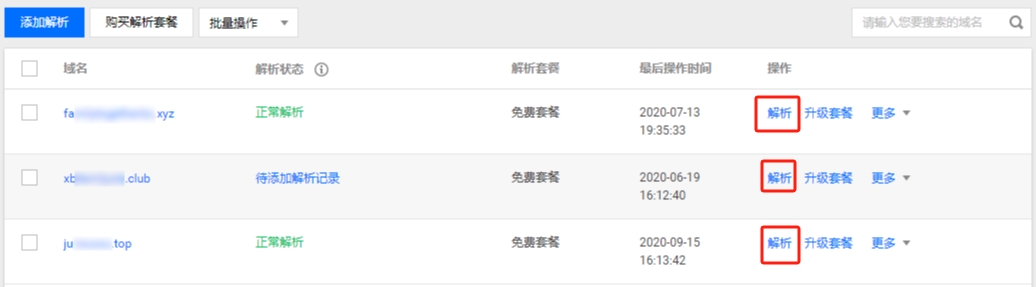 添加解析 购买解析套餐 批量操作 请输入您要搜索的域名
域名 解析状态 解析套餐 最后操作时间 操作
fa .xyz 正常解析 免费套餐 2020-07-13 解析 升级套餐 更多
19:35:33
xb .club 待添加解析记录 免费套餐 2020-06-19 解析 升级套餐 更多
16:12:40
ju .top 正常解析 免费套餐 2020-09-15 解析 升级套餐 更多
16:13:42